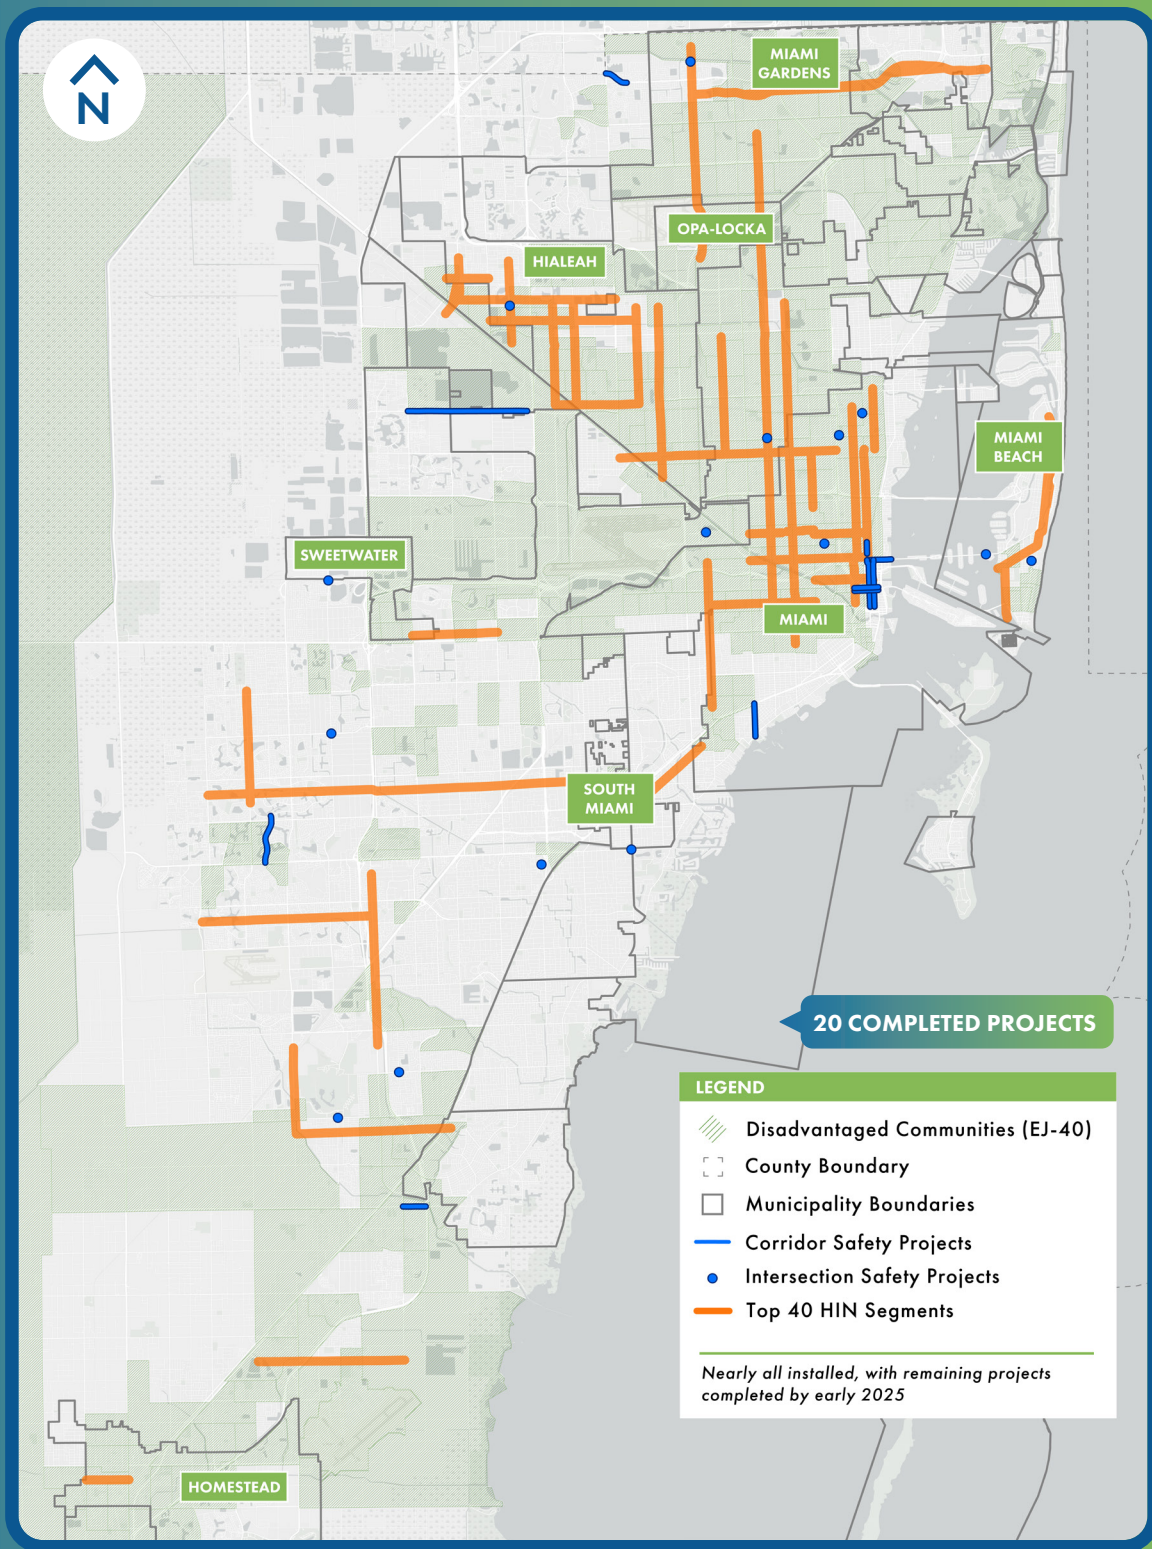 N
MIAMI
GARDENS
OPA-LOCKA
HIALEAH
MIAMI
BEACH
SWEETWATER
MIAMI
SOUTH
MIAMI
20 COMPLETED PROJECTS
LEGEND
Disadvantaged Communities (EJ-40)
County Boundary
Municipality Boundaries
Corridor Safety Projects
Intersection Safety Projects
Top 40 HIN Segments
Nearly all installed, with remaining projects
completed by early 2025
HOMESTEAD